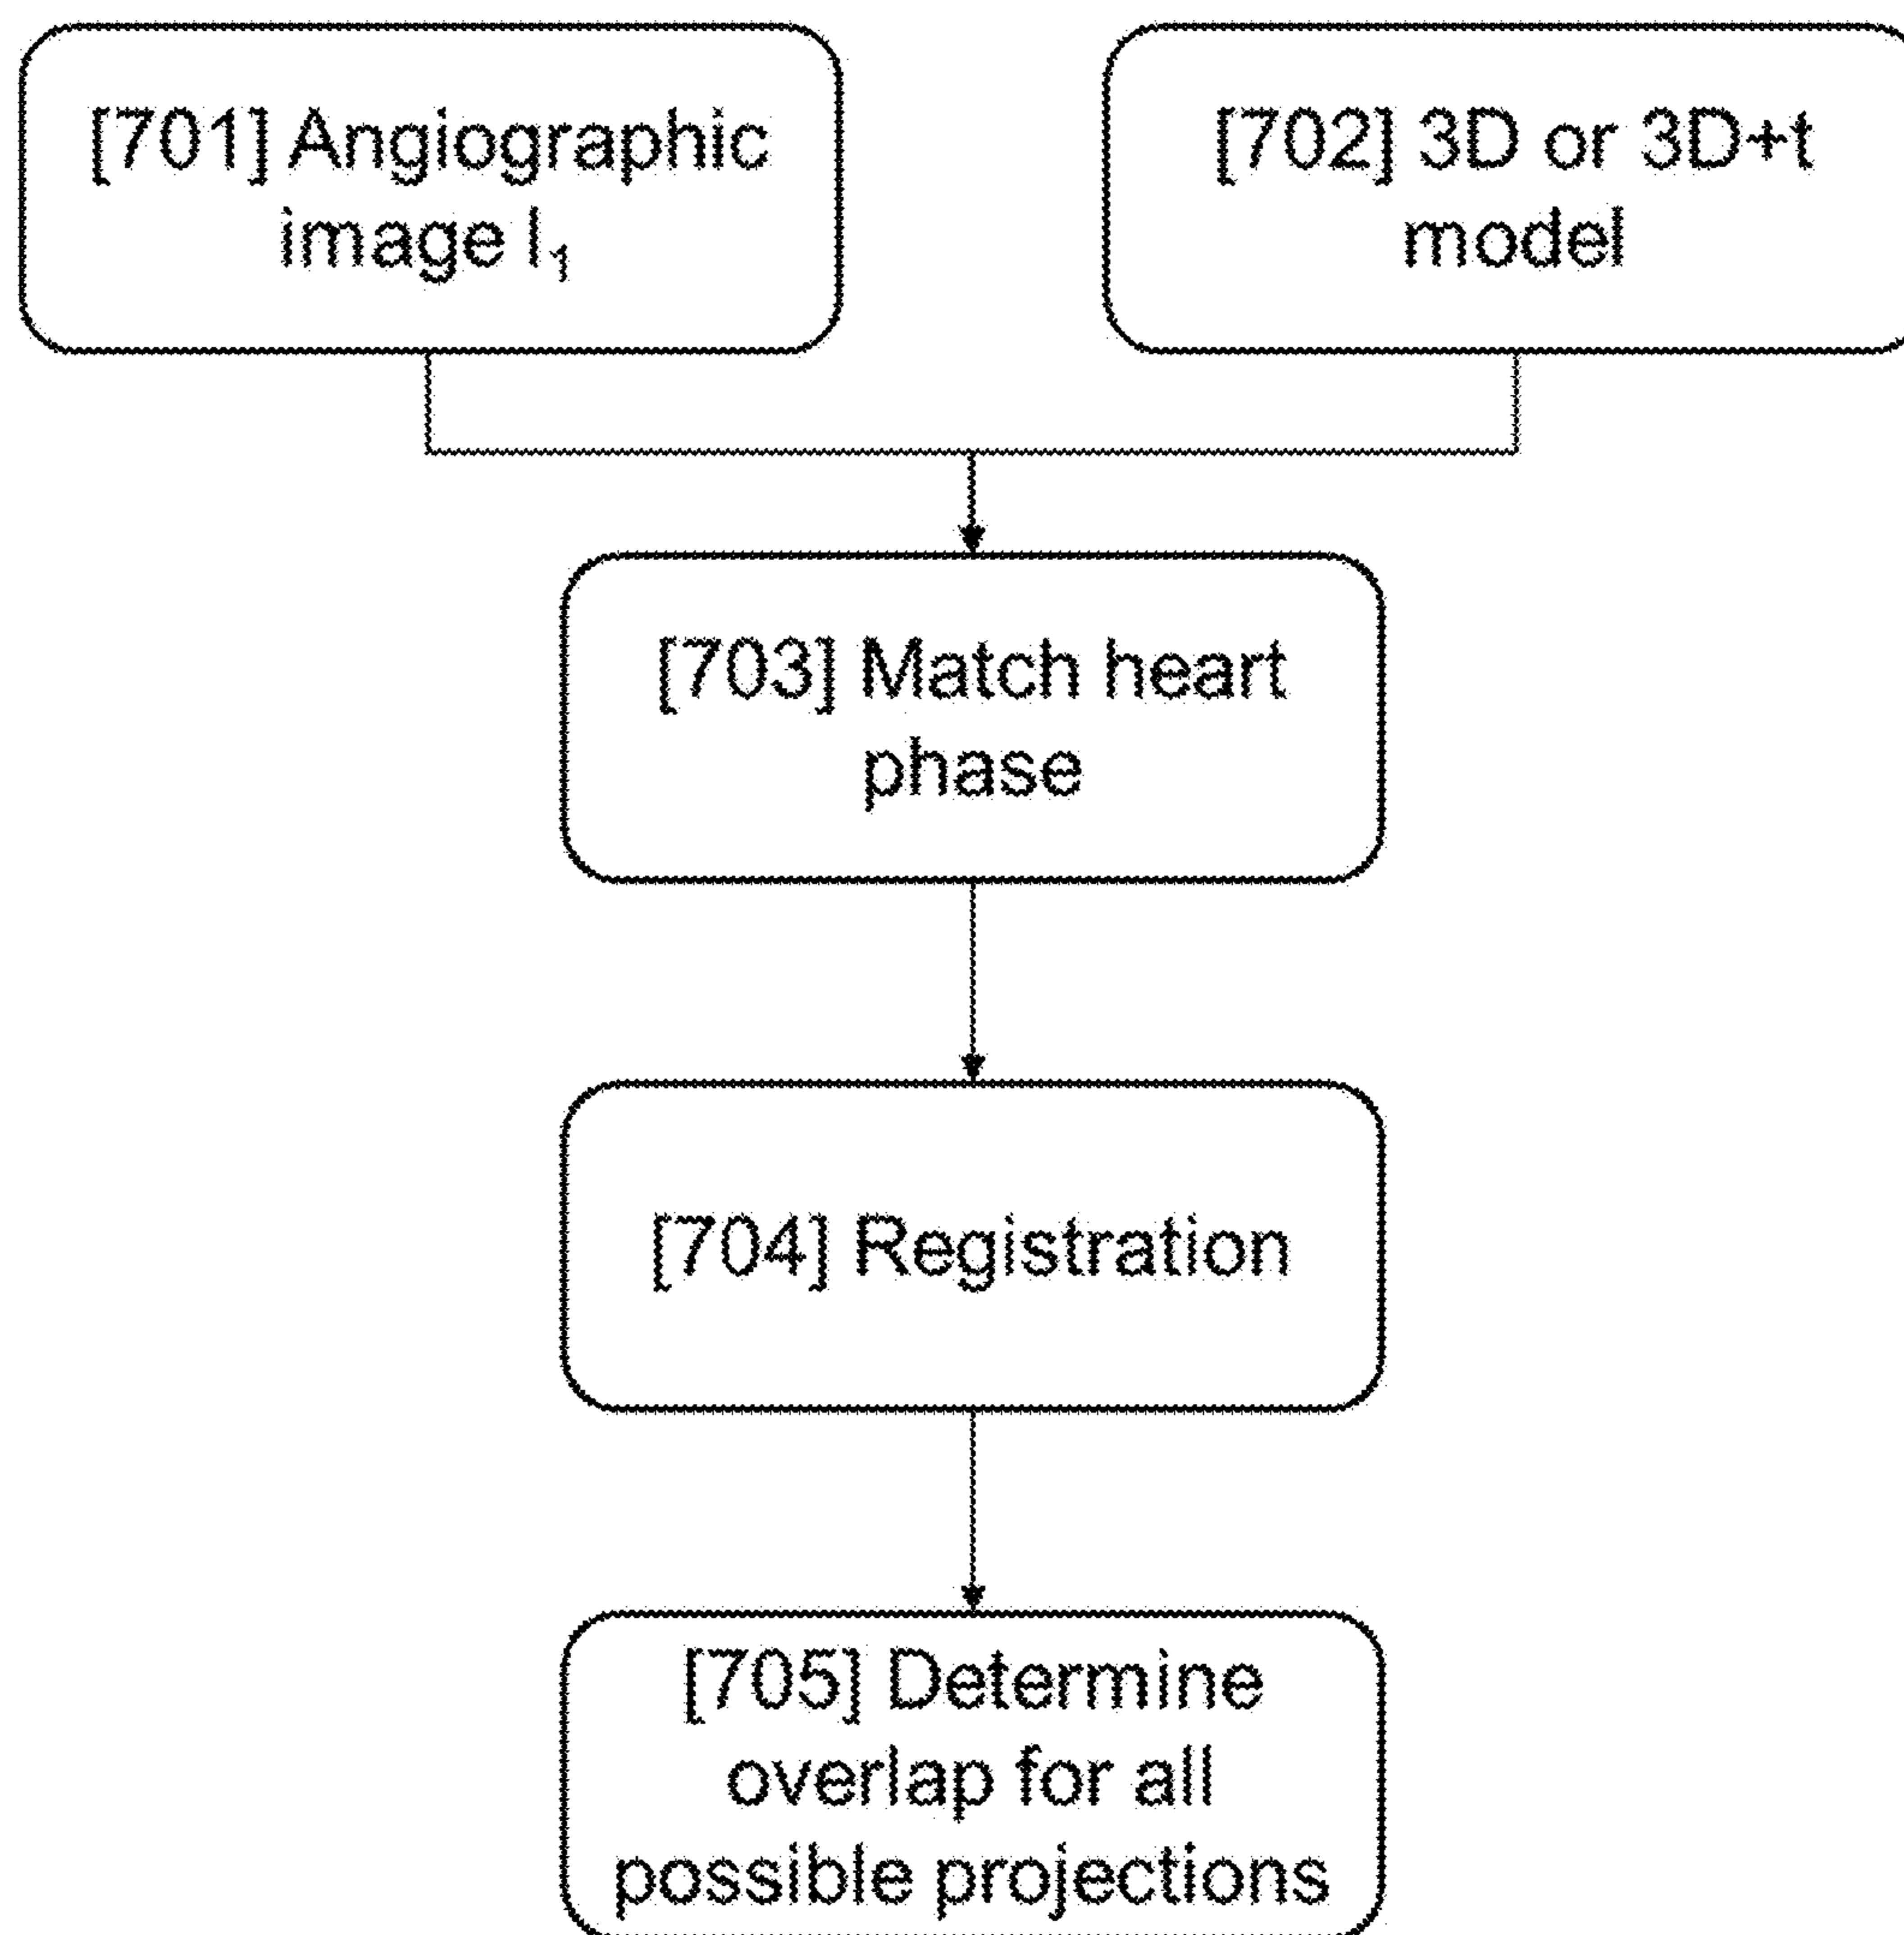 [701] Angiographic
image I₁
[702] 3D or 3D+t
model
[703] Match heart
phase
[704] Registration
[705] Determine
overlap for all
possible projections